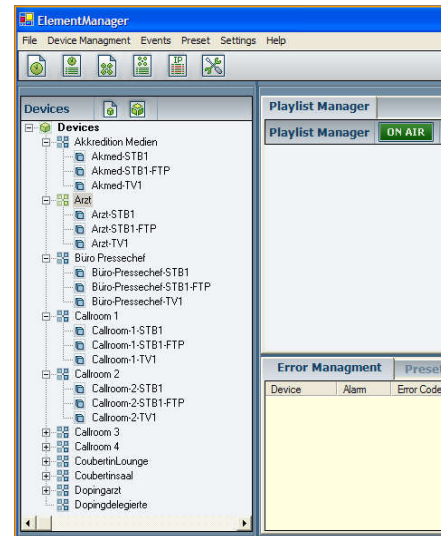 ElementManager
File Device Managment Events Preset Settings Help
IP
Devices
Devices
Akkredition Medien
Akmed-STB1
Akmed-STB1-FTP
Akmed-TV1
Arzt
Arzt-STB1
Arzt-STB1-FTP
Arzt-TV1
Büro Pressechef
Büro-Pressechef-STB1
Büro-Pressechef-STB1-FTP
Büro-Pressechef-TV1
Callroom 1
Callroom-1-STB1
Callroom-1-STB1-FTP
Callroom-1-TV1
Callroom 2
Callroom-2-STB1
Callroom-2-STB1-FTP
Callroom-2-TV1
Callroom 3
Callroom 4
CoubertinLounge
Coubertinsaal
Dopingarzt
Dopingdelegierte
Playlist Manager
Playlist Manager ON AIR
Error Managment Preset
Device Alarm Error Code